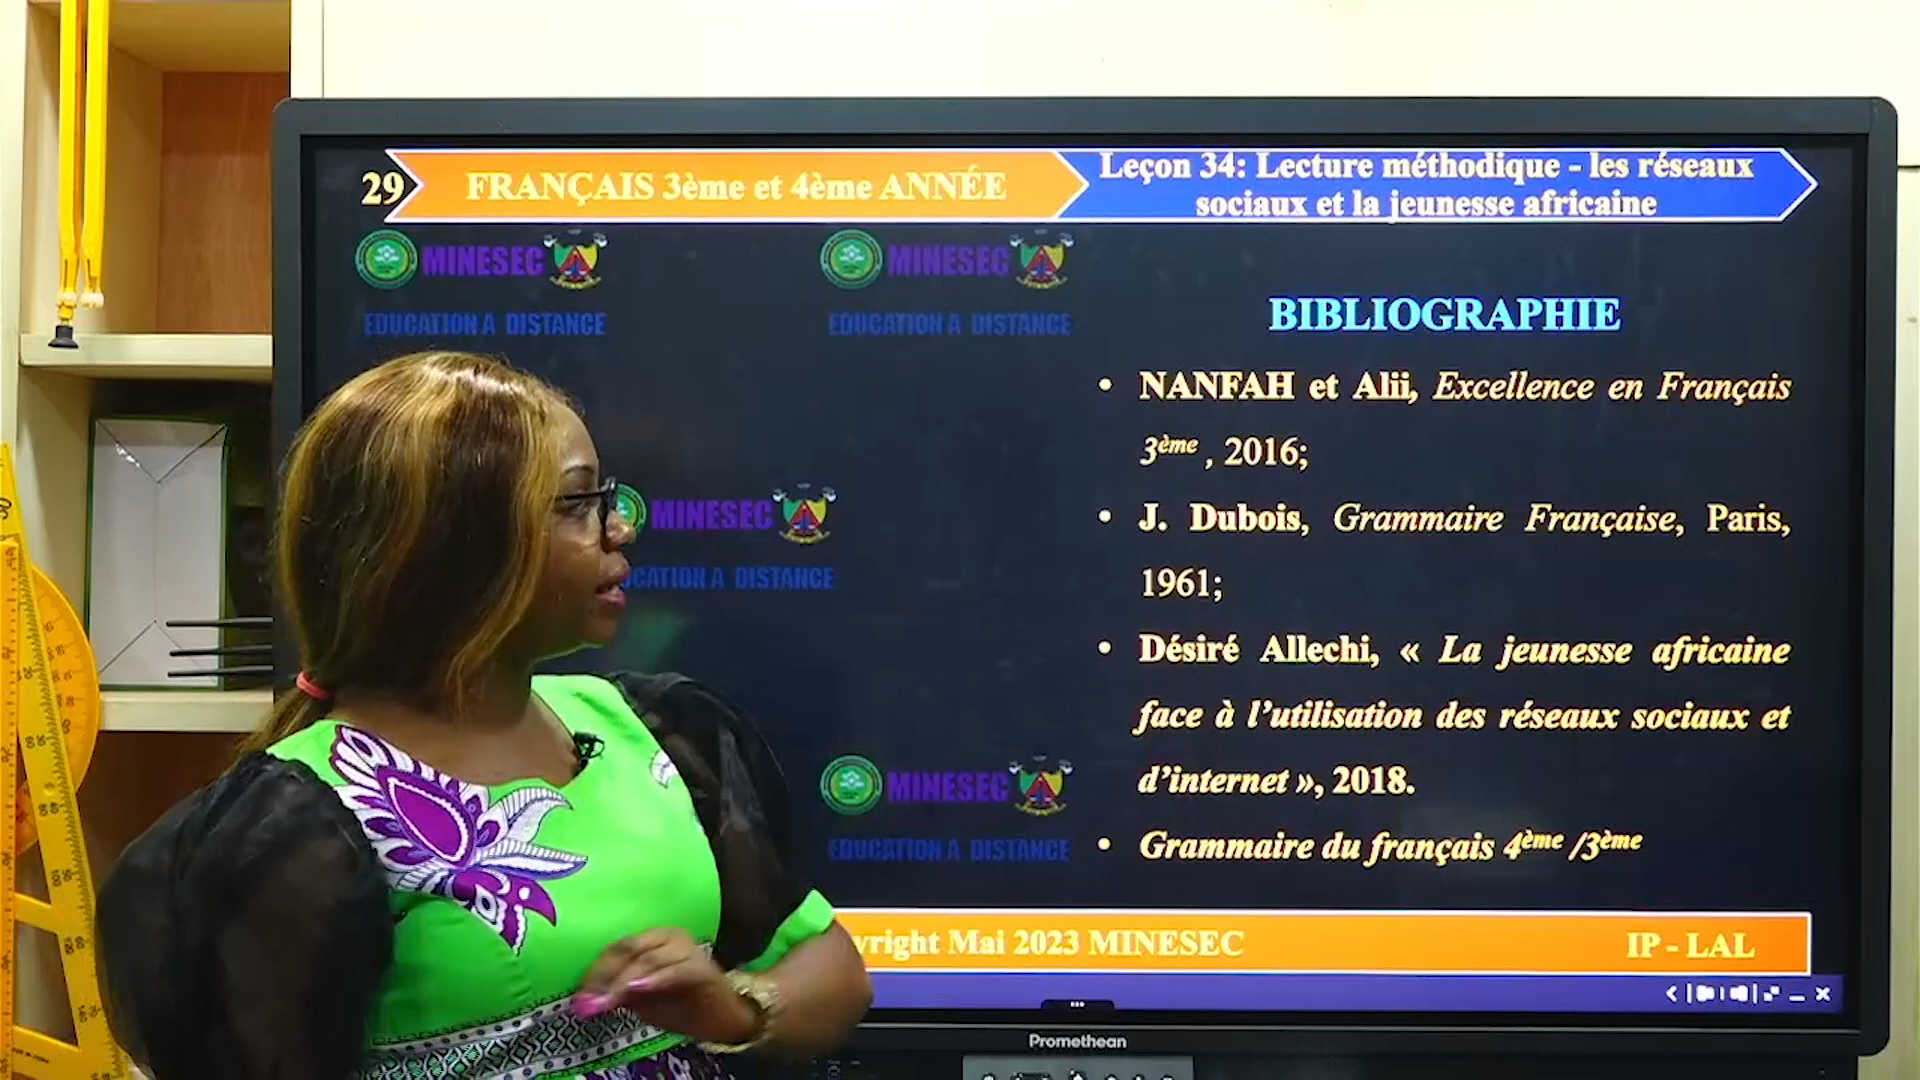 29
FRANÇAIS 3ème et 4ème ANNÉE
Leçon 34: Lecture méthodique - les réseaux
sociaux et la jeunesse africaine
MINESEC
EDUCATION A DISTANCE
MINESEC
EDUCATION A DISTANCE
BIBLIOGRAPHIE
• NANFAH et Alii, Excellence en Français
3ème , 2016;
MINESEC
CATION A DISTANCE
• J. Dubois, Grammaire Française, Paris,
1961;
• Désiré Allechi, « La jeunesse africaine
face à l’utilisation des réseaux sociaux et
d’internet », 2018.
MINESEC
EDUCATION A DISTANCE
• Grammaire du français 4ème /3ème
yright Mai 2023 MINESEC
IP - LAL
Promethean